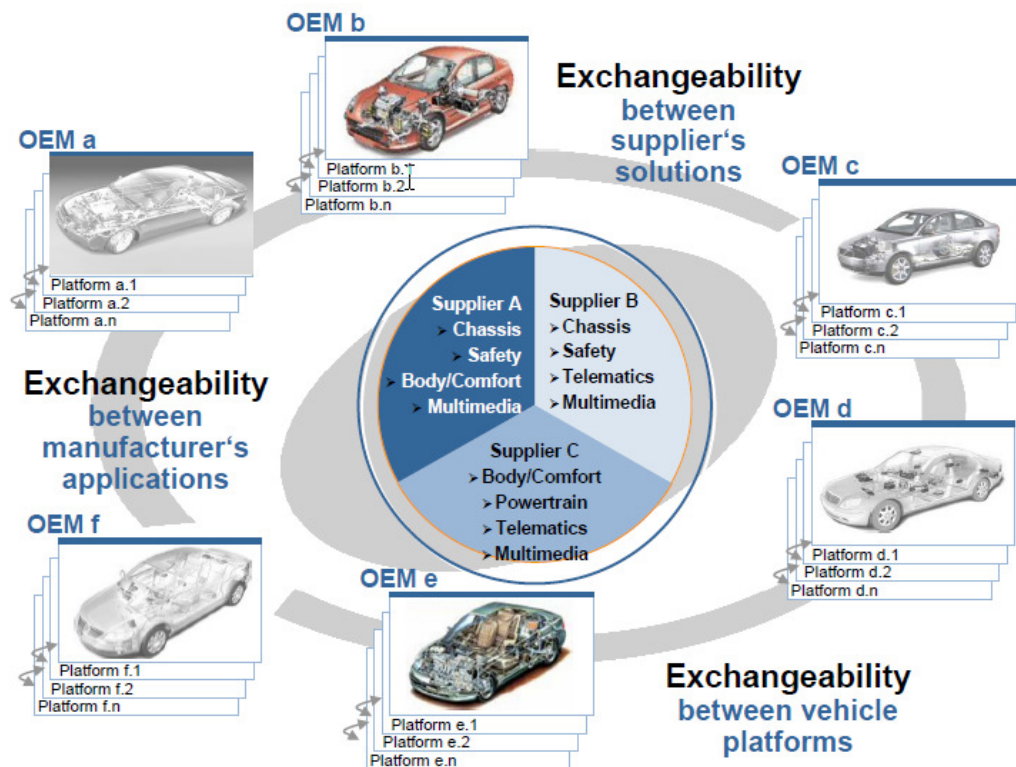 OEM b
Platform b.1
Platform b.2
Platform b.n
Exchangeability
between
supplier‘s
solutions
OEM a
Platform a.1
Platform a.2
Platform a.n
OEM c
Platform c.1
Platform c.2
Platform c.n
Supplier A
➢ Chassis
➢ Safety
➢ Body/Comfort
➢ Multimedia
Supplier B
➢ Chassis
➢ Safety
➢ Telematics
➢ Multimedia
Supplier C
➢ Body/Comfort
➢ Powertrain
➢ Telematics
➢ Multimedia
Exchangeability
between
manufacturer‘s
applications
OEM d
Platform d.1
Platform d.2
Platform d.n
OEM f
Platform f.1
Platform f.2
Platform f.n
OEM e
Platform e.1
Platform e.2
Platform e.n
Exchangeability
between vehicle
platforms